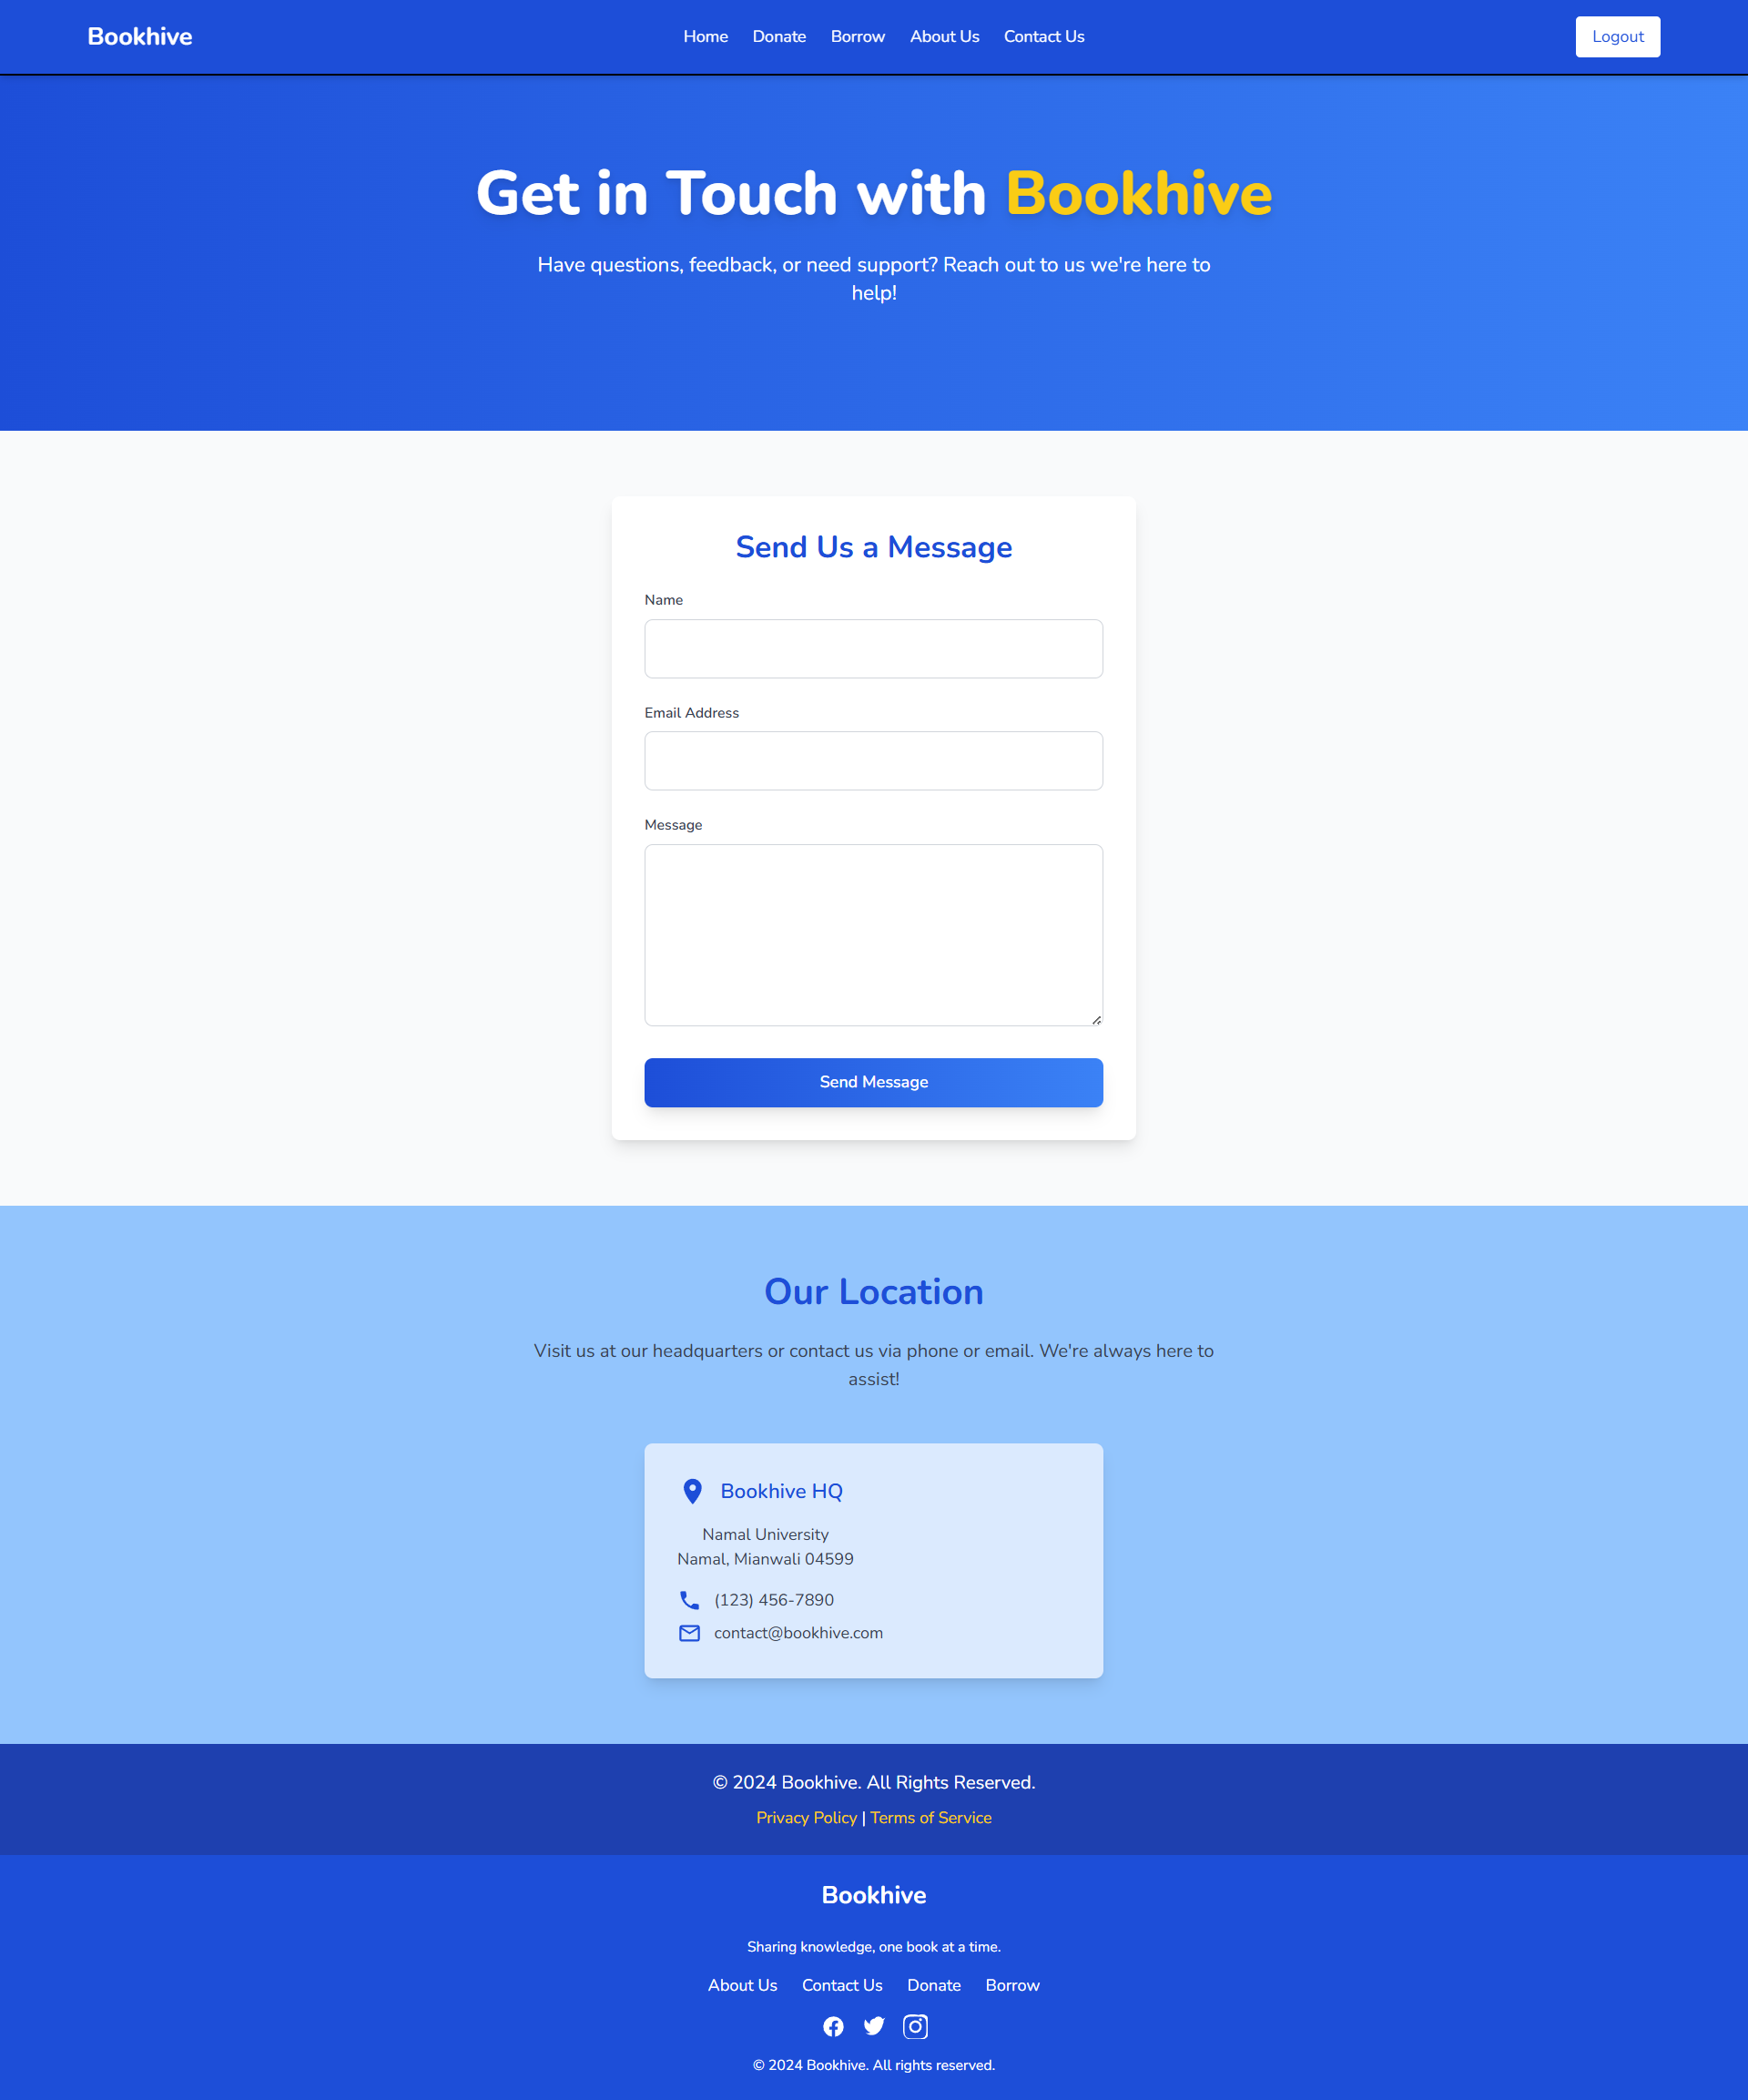 Bookhive
Home Donate Borrow About Us Contact Us
Logout
Get in Touch with Bookhive
Have questions, feedback, or need support? Reach out to us we're here to
help!
Send Us a Message
Name
Email Address
Message
Send Message
Our Location
Visit us at our headquarters or contact us via phone or email. We're always here to
assist!
Bookhive HQ
Namal University
Namal, Mianwali 04599
(123) 456-7890
contact@bookhive.com
© 2024 Bookhive. All Rights Reserved.
Privacy Policy | Terms of Service
Bookhive
Sharing knowledge, one book at a time.
About Us Contact Us Donate Borrow
© 2024 Bookhive. All rights reserved.